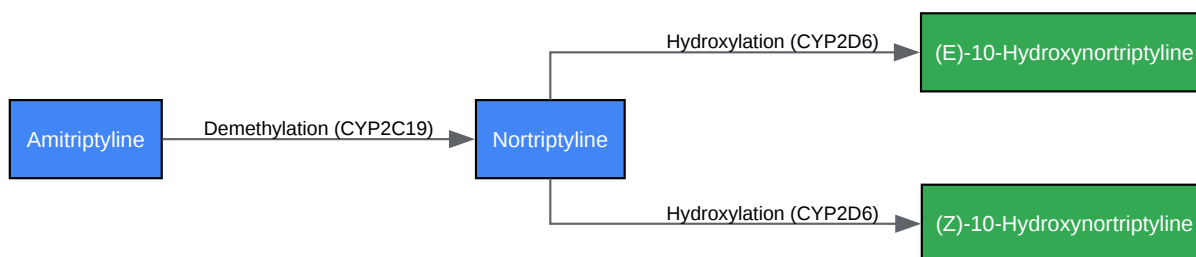 Hydroxylation (CYP2D6)
(E)-10-Hydroxynortriptyline
Amitriptyline
Demethylation (CYP2C19)
Nortriptyline
Hydroxylation (CYP2D6)
(Z)-10-Hydroxynortriptyline